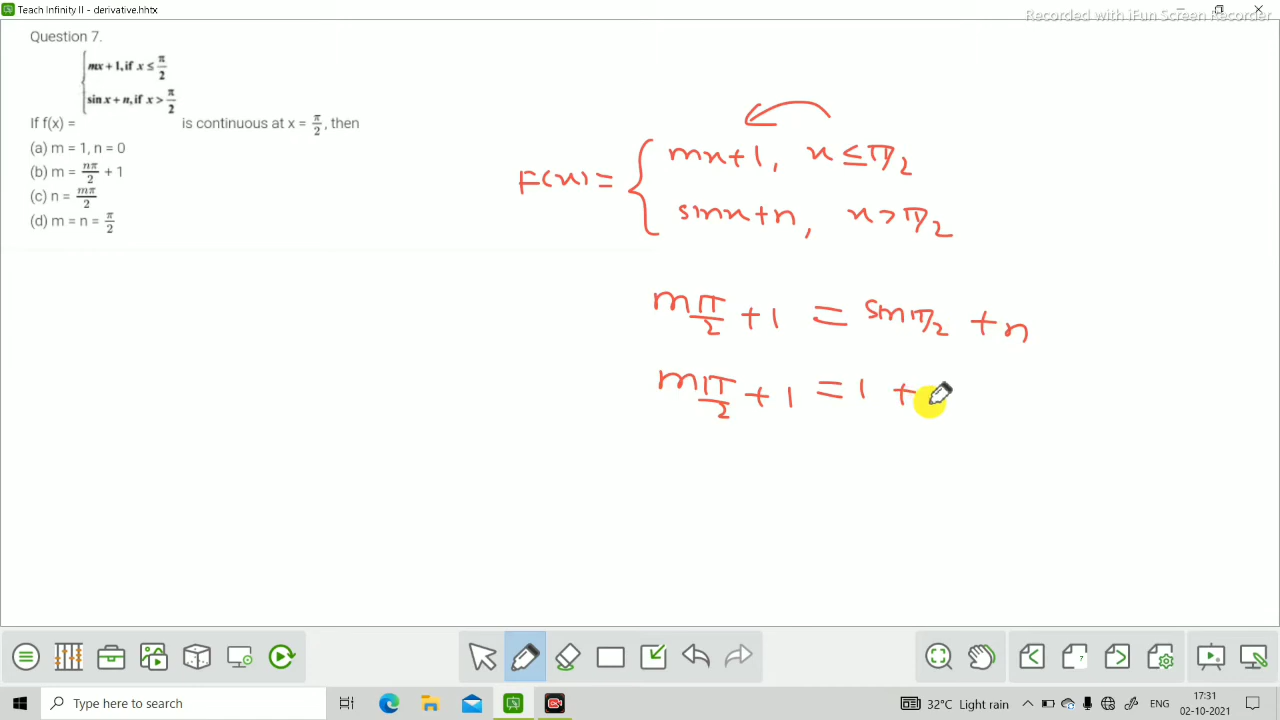 Teach Infinity II - derivative.hhtx
Recorded with iFun Screen Recorder
Question 7.
mx + 1, if x ≤ π/2
sin x + n, if x > π/2
If f(x) = is continuous at x = π/2, then
(a) m = 1, n = 0
(b) m = nπ/2 + 1
(c) n = mπ/2
(d) m = n = π/2
F(x) = { mx+1, x ≤ π/2
sinx+n, x > π/2
mπ/2 + 1 = sin π/2 + n
mπ/2 + 1 = 1 +
?
Type here to search
32°C Light rain
ENG
17:31
02-10-2021